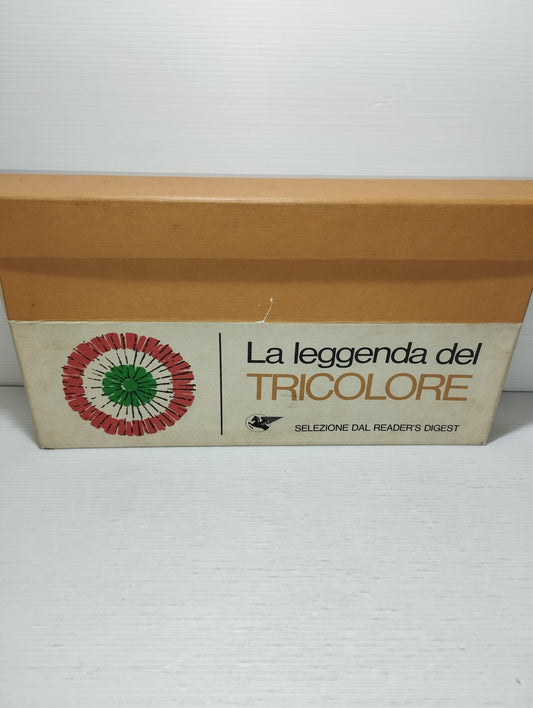 La leggenda del
TRICOLORE
SELEZIONE DAL READER'S DIGEST